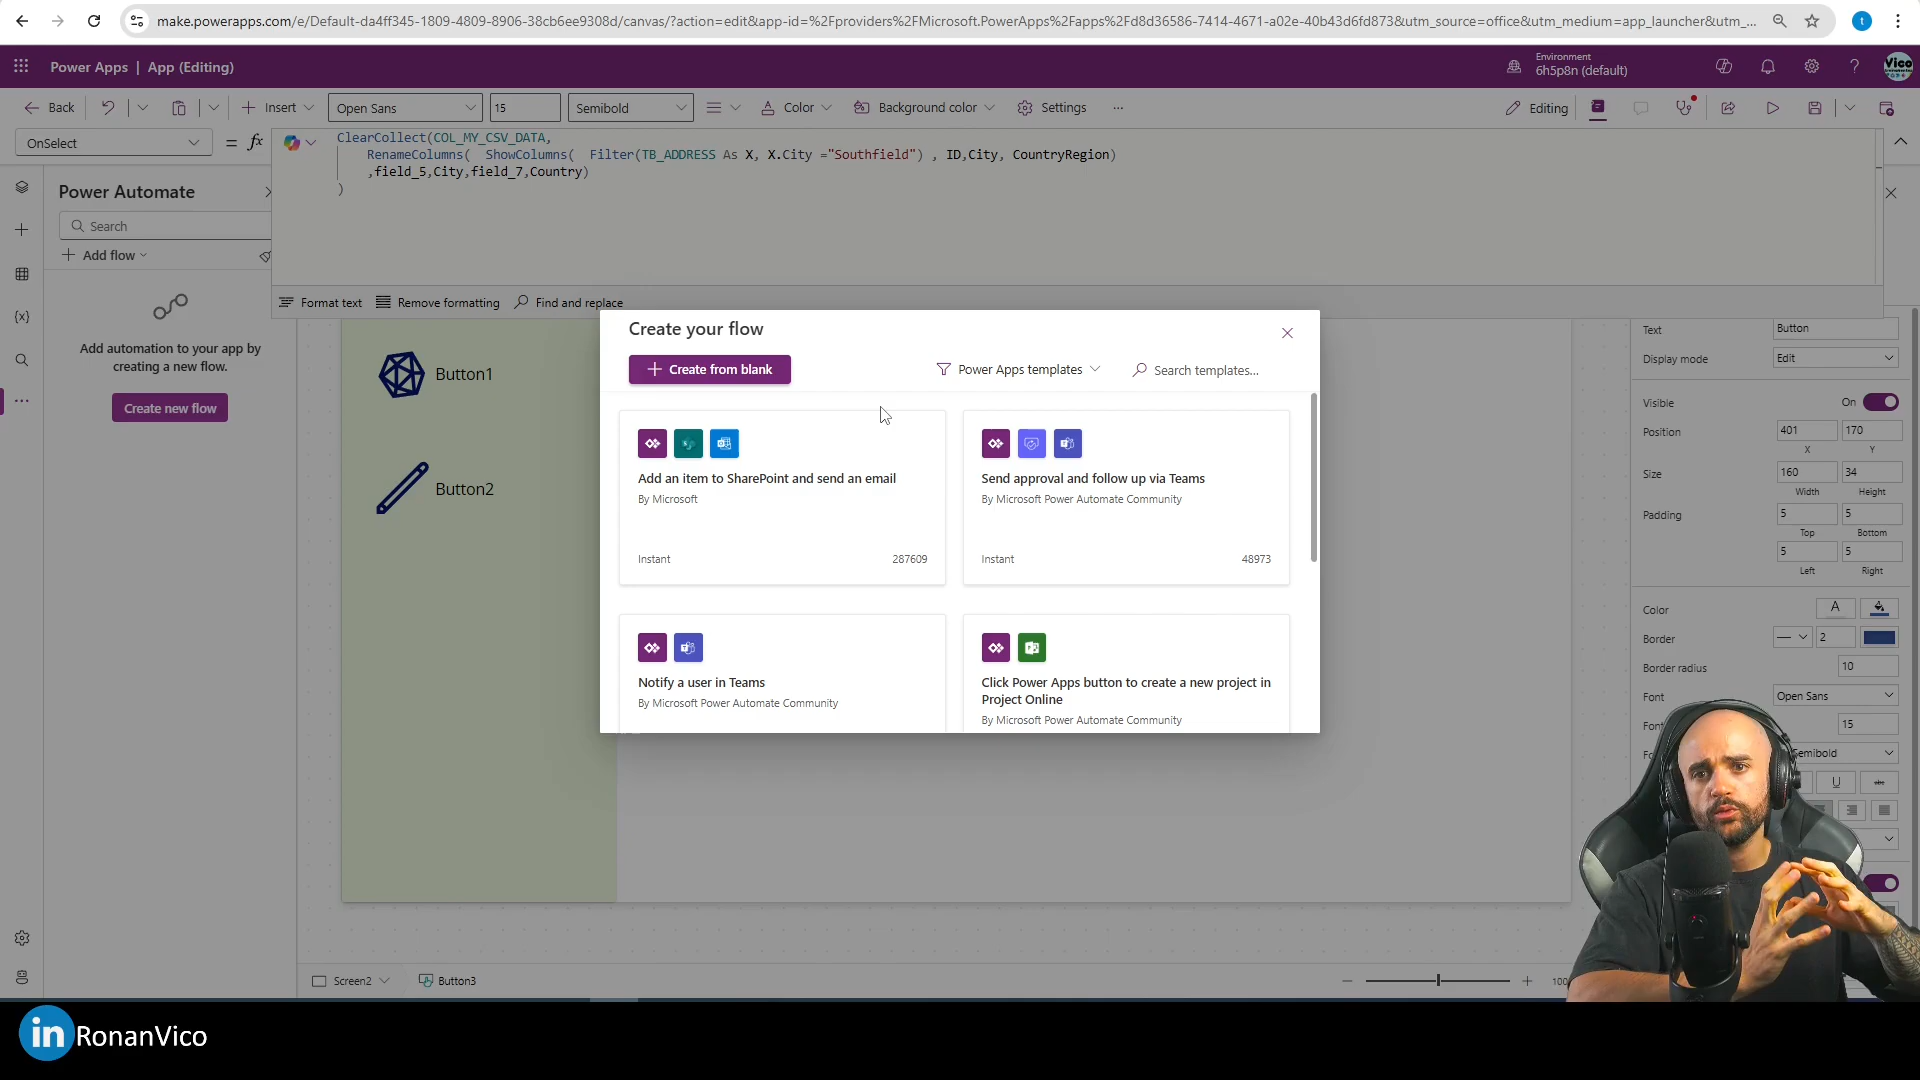 make.powerapps.com/e/Default-da4ff345-1809-4809-8906-38cb6ee9308d/canvas/?action=edit&app-id=%2Fproviders%2FMicrosoft.PowerApps%2Fapps%2Fd8d36586-7414-4671-a02e-40b43d6fd873&utm_source=office&utm_medium=app_launcher&utm_...
t
Power Apps | App (Editing)
Environment
6h5p8n (default)
Vico
Back
Insert
Open Sans
15
Semibold
Color
Background color
Settings
...
Editing
OnSelect
= fx
ClearCollect(COL_MY_CSV_DATA,
RenameColumns( ShowColumns( Filter(TB_ADDRESS As X, X.City ="Southfield") , ID,City, CountryRegion)
,field_5,City,field_7,Country)
)
Power Automate
Search
Add flow
Add automation to your app by
creating a new flow.
Create new flow
Format text
Remove formatting
Find and replace
Button1
Button2
Create your flow
Create from blank
Power Apps templates
Search templates...
Add an item to SharePoint and send an email
By Microsoft
Instant
287609
Send approval and follow up via Teams
By Microsoft Power Automate Community
Instant
48973
Notify a user in Teams
By Microsoft Power Automate Community
Click Power Apps button to create a new project in
Project Online
By Microsoft Power Automate Community
Text
Button
Display mode
Edit
Visible
On
Position
401
170
X
Y
Size
160
34
Width
Height
Padding
5
5
Top
Bottom
5
5
Left
Right
Color
A
Border
2
Border radius
10
Font
Open Sans
15
Semibold
U
abc
Screen2
Button3
100
in RonanVico